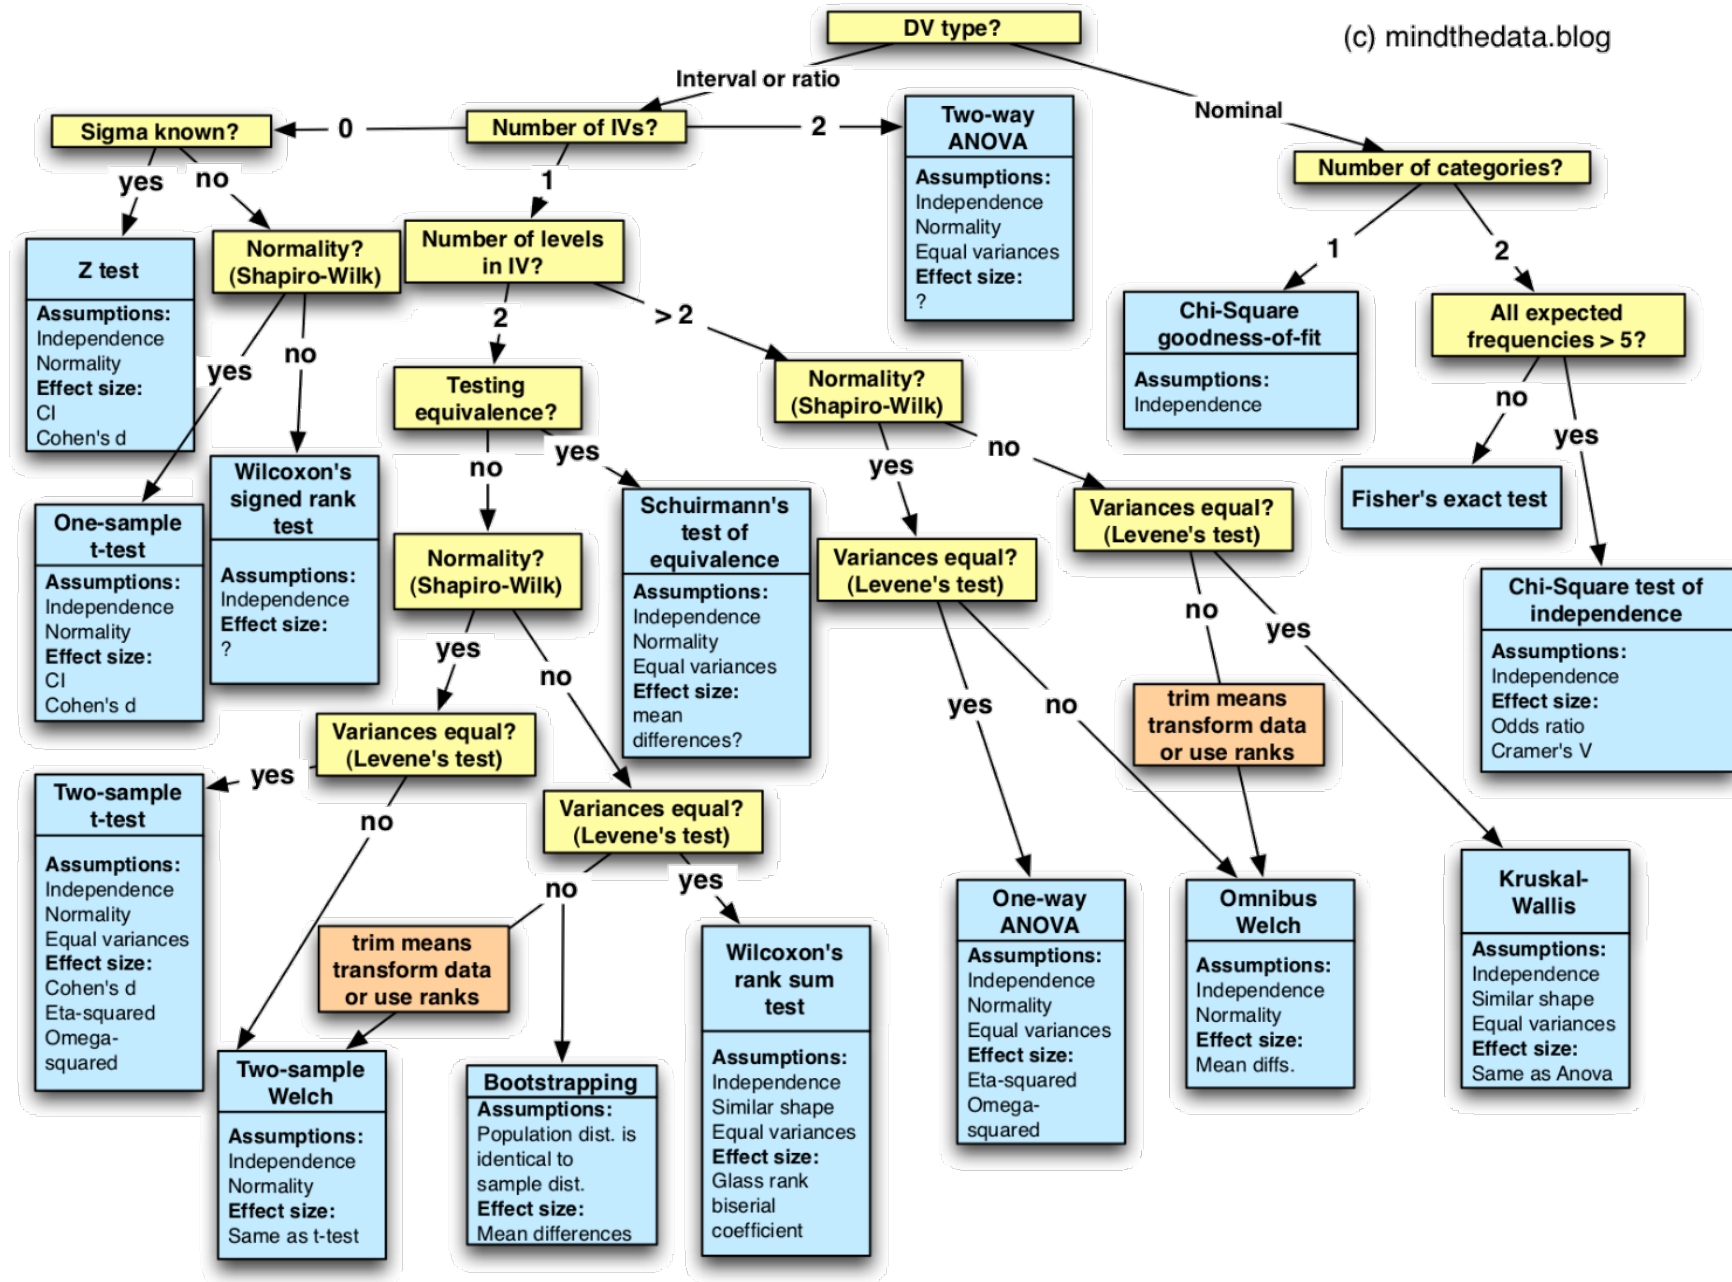 DV type?
(c) mindthedata.blog
Interval or ratio
Nominal
Sigma known?
0
Number of IVs?
2
Two-way
ANOVA
Assumptions:
Independence
Normality
Equal variances
Effect size:
?
Number of categories?
yes
no
1
1
2
Z test
Assumptions:
Independence
Normality
Effect size:
CI
Cohen's d
Normality?
(Shapiro-Wilk)
Number of levels
in IV?
Chi-Square
goodness-of-fit
Assumptions:
Independence
All expected
frequencies > 5?
yes
no
2
> 2
no
yes
Testing
equivalence?
Normality?
(Shapiro-Wilk)
no
yes
yes
no
Fisher's exact test
One-sample
t-test
Assumptions:
Independence
Normality
Effect size:
CI
Cohen's d
Wilcoxon's
signed rank
test
Assumptions:
Independence
Effect size:
?
Normality?
(Shapiro-Wilk)
Schuirmann's
test of
equivalence
Assumptions:
Independence
Normality
Equal variances
Effect size:
mean
differences?
Variances equal?
(Levene's test)
Variances equal?
(Levene's test)
Chi-Square test of
independence
Assumptions:
Independence
Effect size:
Odds ratio
Cramer's V
yes
no
yes
no
no
yes
Variances equal?
(Levene's test)
trim means
transform data
or use ranks
yes
no
Two-sample
t-test
Assumptions:
Independence
Normality
Equal variances
Effect size:
Cohen's d
Eta-squared
Omega-
squared
Variances equal?
(Levene's test)
no
yes
trim means
transform data
or use ranks
Two-sample
Welch
Assumptions:
Independence
Normality
Effect size:
Same as t-test
Bootstrapping
Assumptions:
Population dist. is
identical to
sample dist.
Effect size:
Mean differences
Wilcoxon's
rank sum
test
Assumptions:
Independence
Similar shape
Equal variances
Effect size:
Glass rank
biserial
coefficient
One-way
ANOVA
Assumptions:
Independence
Normality
Equal variances
Effect size:
Eta-squared
Omega-
squared
Omnibus
Welch
Assumptions:
Independence
Normality
Effect size:
Mean diffs.
Kruskal-
Wallis
Assumptions:
Independence
Similar shape
Equal variances
Effect size:
Same as Anova